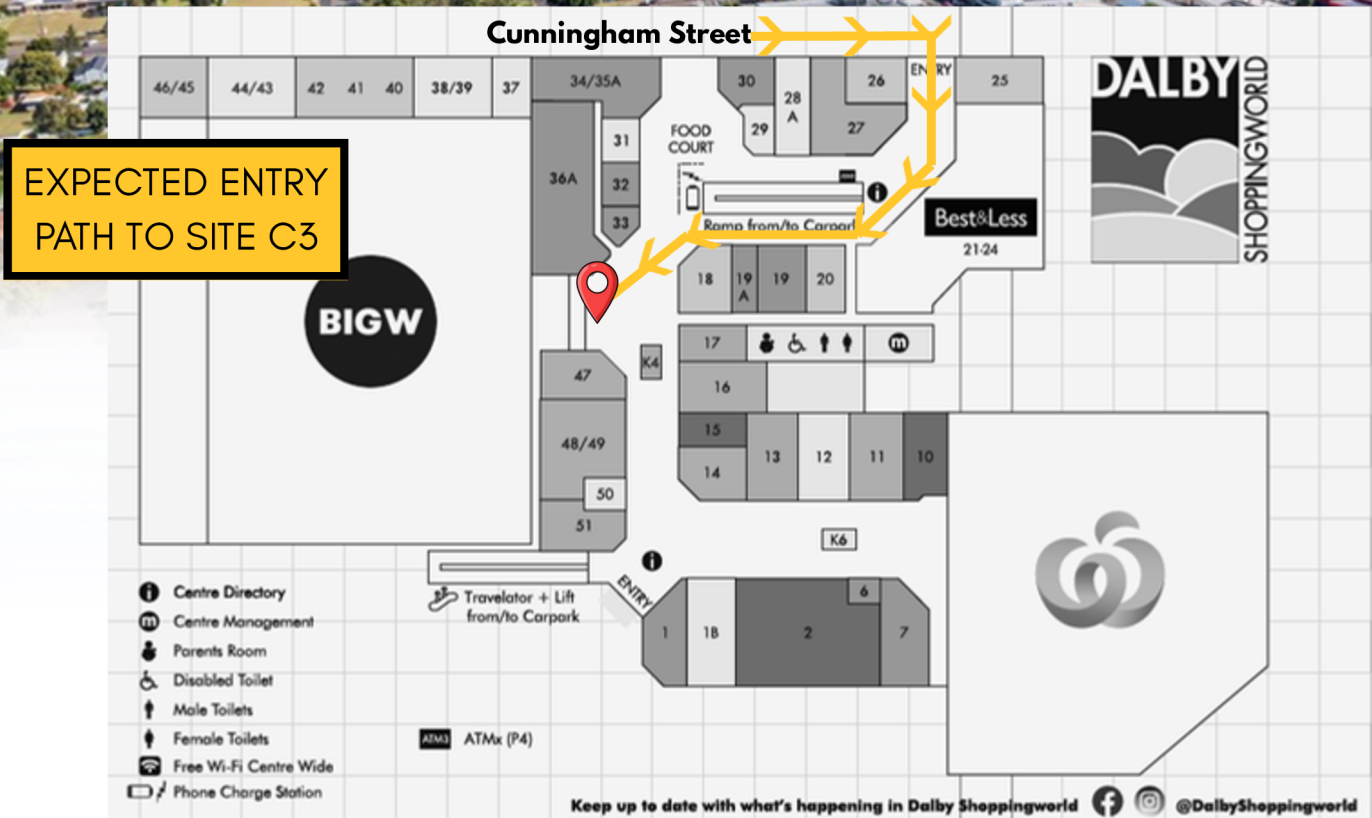 Cunningham Street
EXPECTED ENTRY
PATH TO SITE C3
46/45
44/43
42
41
40
38/39
37
34/35A
30
28
A
26
ENTRY
25
29
27
31
32
33
36A
FOOD
COURT
Ramp from/to Carpark
Best&Less
21-24
DALBY
SHOPPINGWORLD
BIGW
18
19
A
19
20
17
16
15
14
13
12
11
10
K4
47
48/49
50
51
K6
ENTRY
Travelator + Lift
from/to Carpark
1
1B
2
6
7
Centre Directory
Centre Management
Parents Room
Disabled Toilet
Male Toilets
Female Toilets
Free Wi-Fi Centre Wide
Phone Charge Station
ATMx (P4)
Keep up to date with what's happening in Dalby Shoppingworld
@DalbyShoppingworld